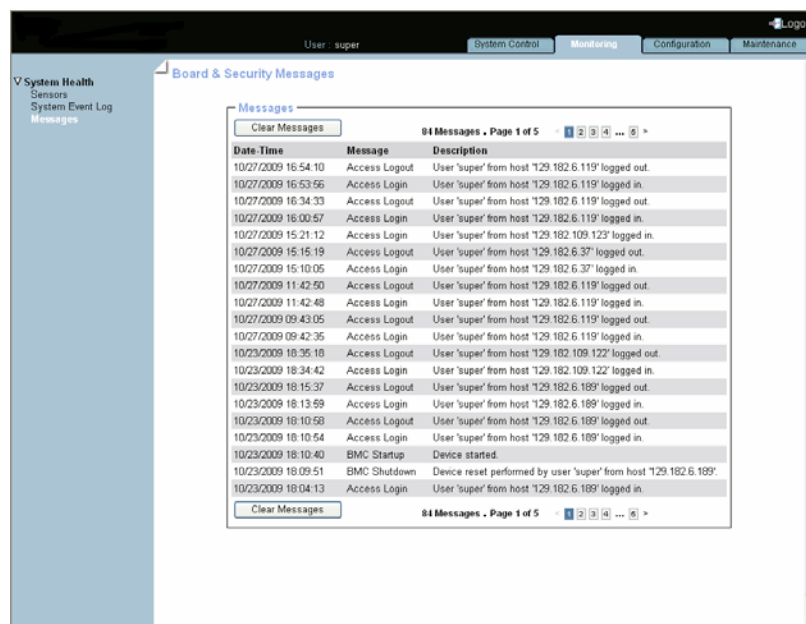 Logo
User : super
System Control Monitoring Configuration Maintenance
System Health
Sensors
System Event Log
Messages
Board & Security Messages
Messages
Clear Messages 84 Messages . Page 1 of 5 < 1 2 3 4 ... 5 >
Date-Time Message Description
10/27/2009 16:54:10 Access Logout User 'super' from host '129.182.6.119' logged out.
10/27/2009 16:53:56 Access Login User 'super' from host '129.182.6.119' logged in.
10/27/2009 16:34:33 Access Logout User 'super' from host '129.182.6.119' logged out.
10/27/2009 16:00:57 Access Login User 'super' from host '129.182.6.119' logged in.
10/27/2009 15:21:12 Access Login User 'super' from host '129.182.109.123' logged in.
10/27/2009 15:15:19 Access Logout User 'super' from host '129.182.6.37' logged out.
10/27/2009 15:10:05 Access Login User 'super' from host '129.182.6.37' logged in.
10/27/2009 11:42:50 Access Logout User 'super' from host '129.182.6.119' logged out.
10/27/2009 11:42:48 Access Login User 'super' from host '129.182.6.119' logged in.
10/27/2009 09:43:05 Access Logout User 'super' from host '129.182.6.119' logged out.
10/27/2009 09:42:35 Access Login User 'super' from host '129.182.6.119' logged in.
10/23/2009 18:35:18 Access Logout User 'super' from host '129.182.109.122' logged out.
10/23/2009 18:34:42 Access Login User 'super' from host '129.182.109.122' logged in.
10/23/2009 18:15:37 Access Logout User 'super' from host '129.182.6.189' logged out.
10/23/2009 18:13:59 Access Login User 'super' from host '129.182.6.189' logged in.
10/23/2009 18:10:58 Access Logout User 'super' from host '129.182.6.189' logged out.
10/23/2009 18:10:54 Access Login User 'super' from host '129.182.6.189' logged in.
10/23/2009 18:10:40 BMC Startup Device started.
10/23/2009 18:09:51 BMC Shutdown Device reset performed by user 'super' from host '129.182.6.189'.
10/23/2009 18:04:13 Access Login User 'super' from host '129.182.6.189' logged in.
Clear Messages 84 Messages . Page 1 of 5 < 1 2 3 4 ... 5 >